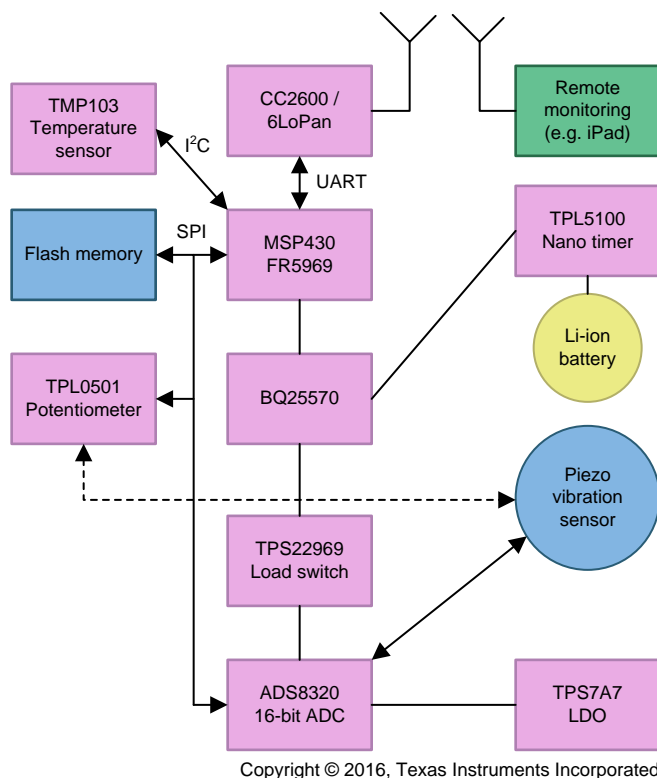 TMP103
Temperature
sensor
CC2600 /
6LoPan
Remote
monitoring
(e.g. iPad)
I²C
UART
Flash memory
SPI
MSP430
FR5969
TPL5100
Nano timer
Li-ion
battery
TPL0501
Potentiometer
BQ25570
Piezo
vibration
sensor
TPS22969
Load switch
ADS8320
16-bit ADC
TPS7A7
LDO
Copyright © 2016, Texas Instruments Incorporated